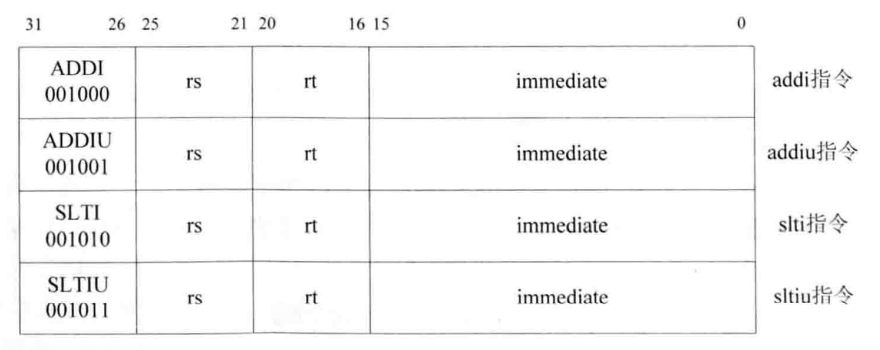 31 26 25 21 20 16 15 0
ADDI
001000
rs
rt
immediate
addi指令
ADDIU
001001
rs
rt
immediate
addiu指令
SLTI
001010
rs
rt
immediate
slti指令
SLTIU
001011
rs
rt
immediate
sltiu指令